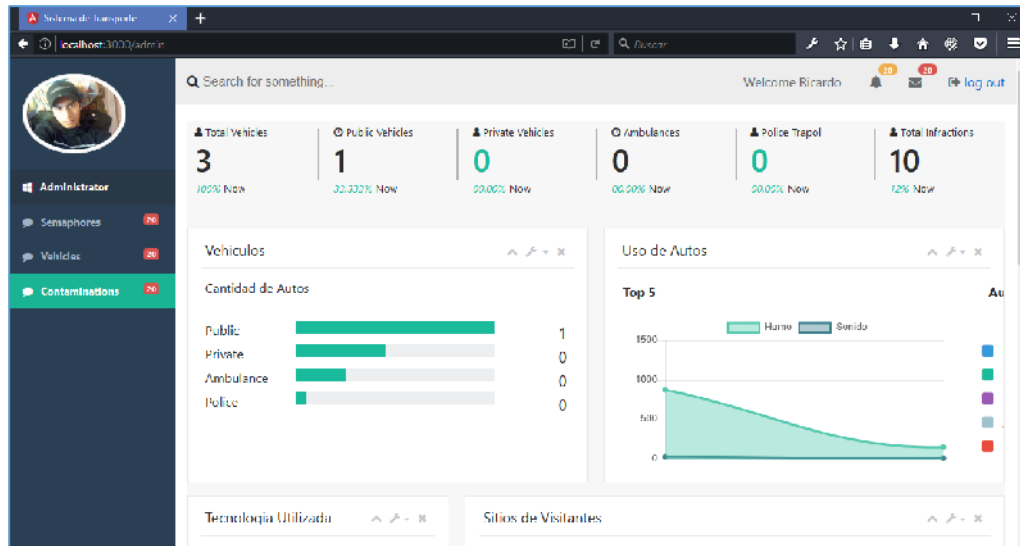 Sistema de transporte
localhost:3000/admin
Buscar
Search for something...
Welcome Ricardo
20
20
log out
Total Vehicles
3
100% Now
Public Vehicles
1
33.333% Now
Private Vehicles
0
00.00% Now
Ambulances
0
00.00% Now
Police Trapol
0
00.00% Now
Total Infractions
10
12% Now
Administrator
Semaphores 20
Vehicles 20
Contaminations 20
Vehiculos
Cantidad de Autos
Public 1
Private 0
Ambulance 0
Police 0
Uso de Autos
Top 5
Au
Humo Sonido
1500
1000
500
0
Tecnologia Utilizada
Sitios de Visitantes